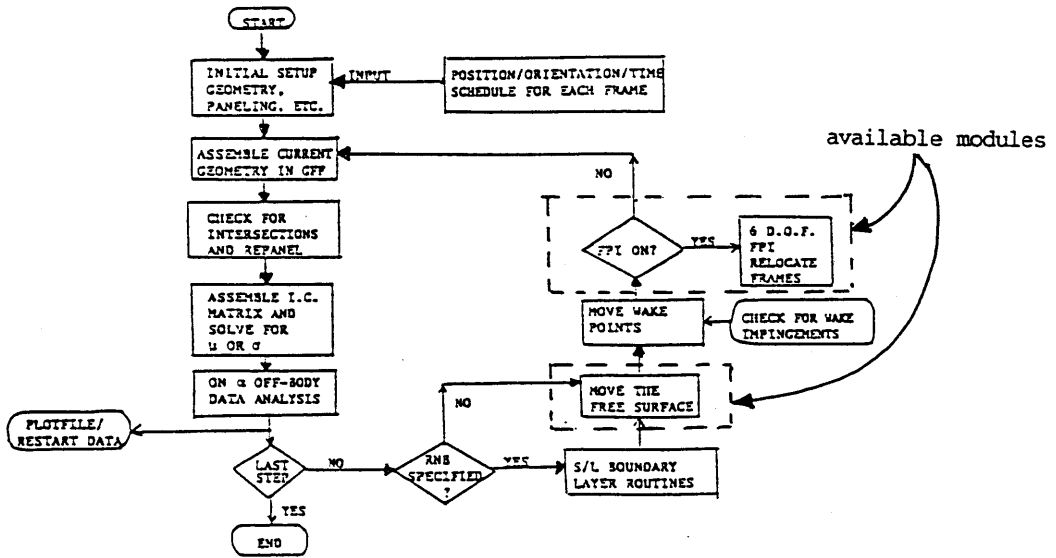 START
INITIAL SETUP
GEOMETRY,
PANELING, ETC.
INPUT
POSITION/ORIENTATION/TIME
SCHEDULE FOR EACH FRAME
ASSEMBLE CURRENT
GEOMETRY IN GFF
CHECK FOR
INTERSECTIONS
AND REPANEL
ASSEMBLE I.C.
MATRIX AND
SOLVE FOR
μ OR σ
ON & OFF-BODY
DATA ANALYSIS
PLOTFILE/
RESTART DATA
LAST
STEP
YES
END
NO
RNB
SPECIFIED
?
YES
S/L BOUNDARY
LAYER ROUTINES
NO
MOVE THE
FREE SURFACE
MOVE WAKE
POINTS
CHECK FOR WAKE
IMPINGEMENTS
FPI ON?
YES
6 D.O.F.
FPI
RELOCATE
FRAMES
NO
available modules